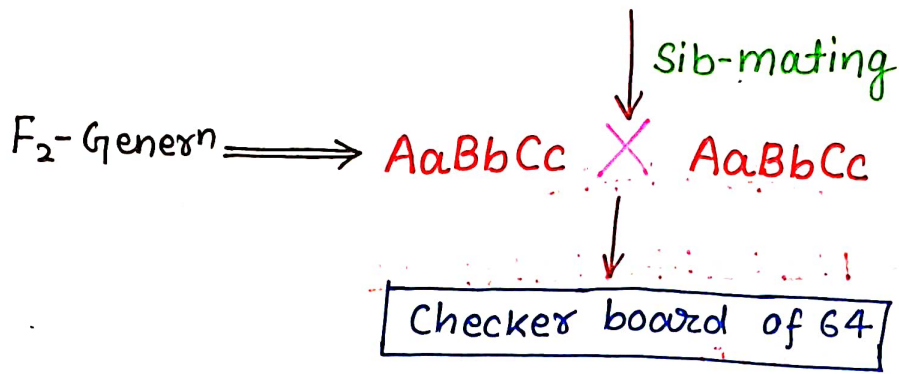 Sib-mating
F₂-Generⁿ ⟹ AaBbCc X AaBbCc
Checker board of 64